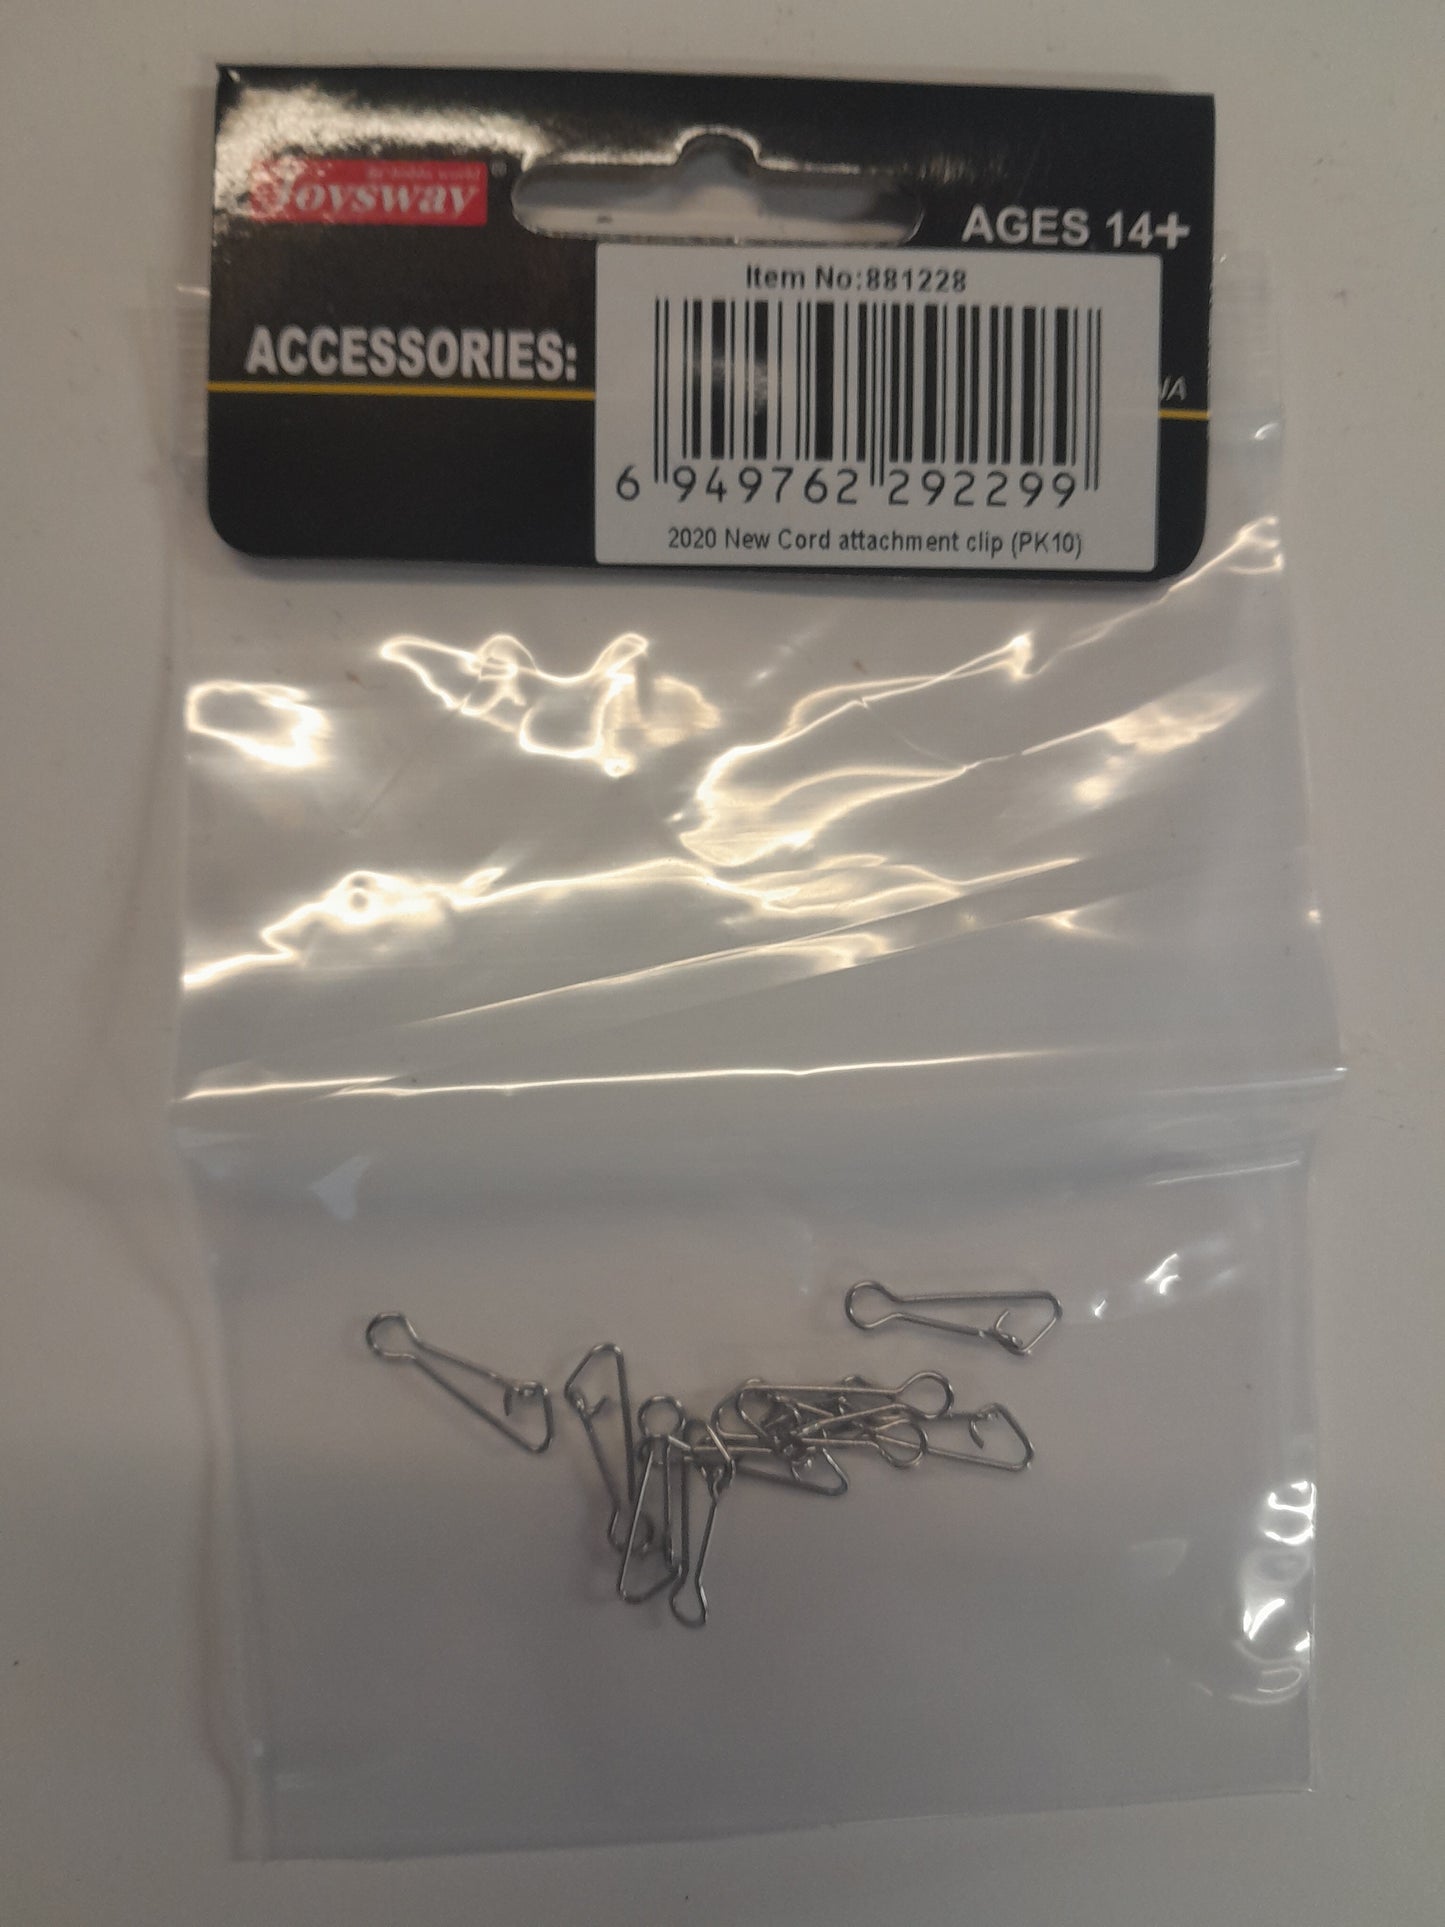 Joysway®
AGES 14+
Item No:881228
ACCESSORIES:
6 949762 292299
2020 New Cord attachment clip (PK10)